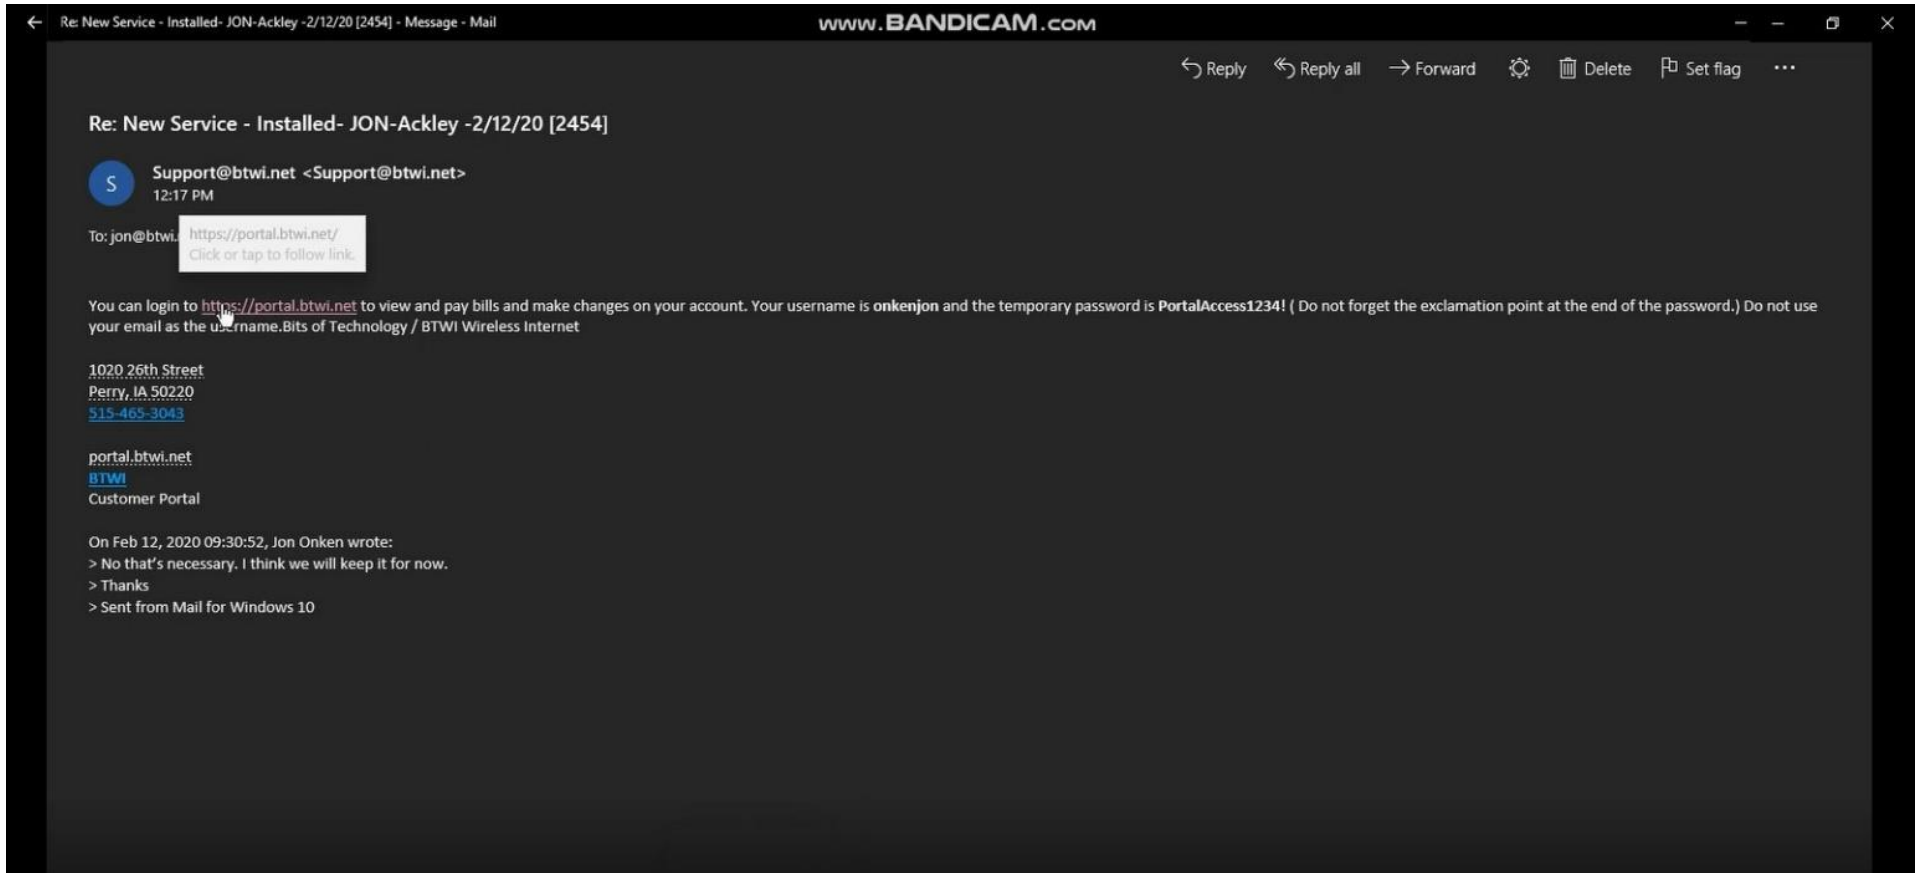 Re: New Service - Installed- JON-Ackley -2/12/20 [2454] - Message - Mail
www.BANDICAM.com
Reply Reply all Forward Delete Set flag ...
Re: New Service - Installed- JON-Ackley -2/12/20 [2454]
S
Support@btwi.net <Support@btwi.net>
12:17 PM
To: jon@btwi.
https://portal.btwi.net/
Click or tap to follow link.
You can login to https://portal.btwi.net to view and pay bills and make changes on your account. Your username is onkenjon and the temporary password is PortalAccess1234! ( Do not forget the exclamation point at the end of the password.) Do not use
your email as the username.Bits of Technology / BTWI Wireless Internet
1020 26th Street
Perry, IA 50220
515-465-3043
portal.btwi.net
BTWI
Customer Portal
On Feb 12, 2020 09:30:52, Jon Onken wrote:
> No that's necessary. I think we will keep it for now.
> Thanks
> Sent from Mail for Windows 10